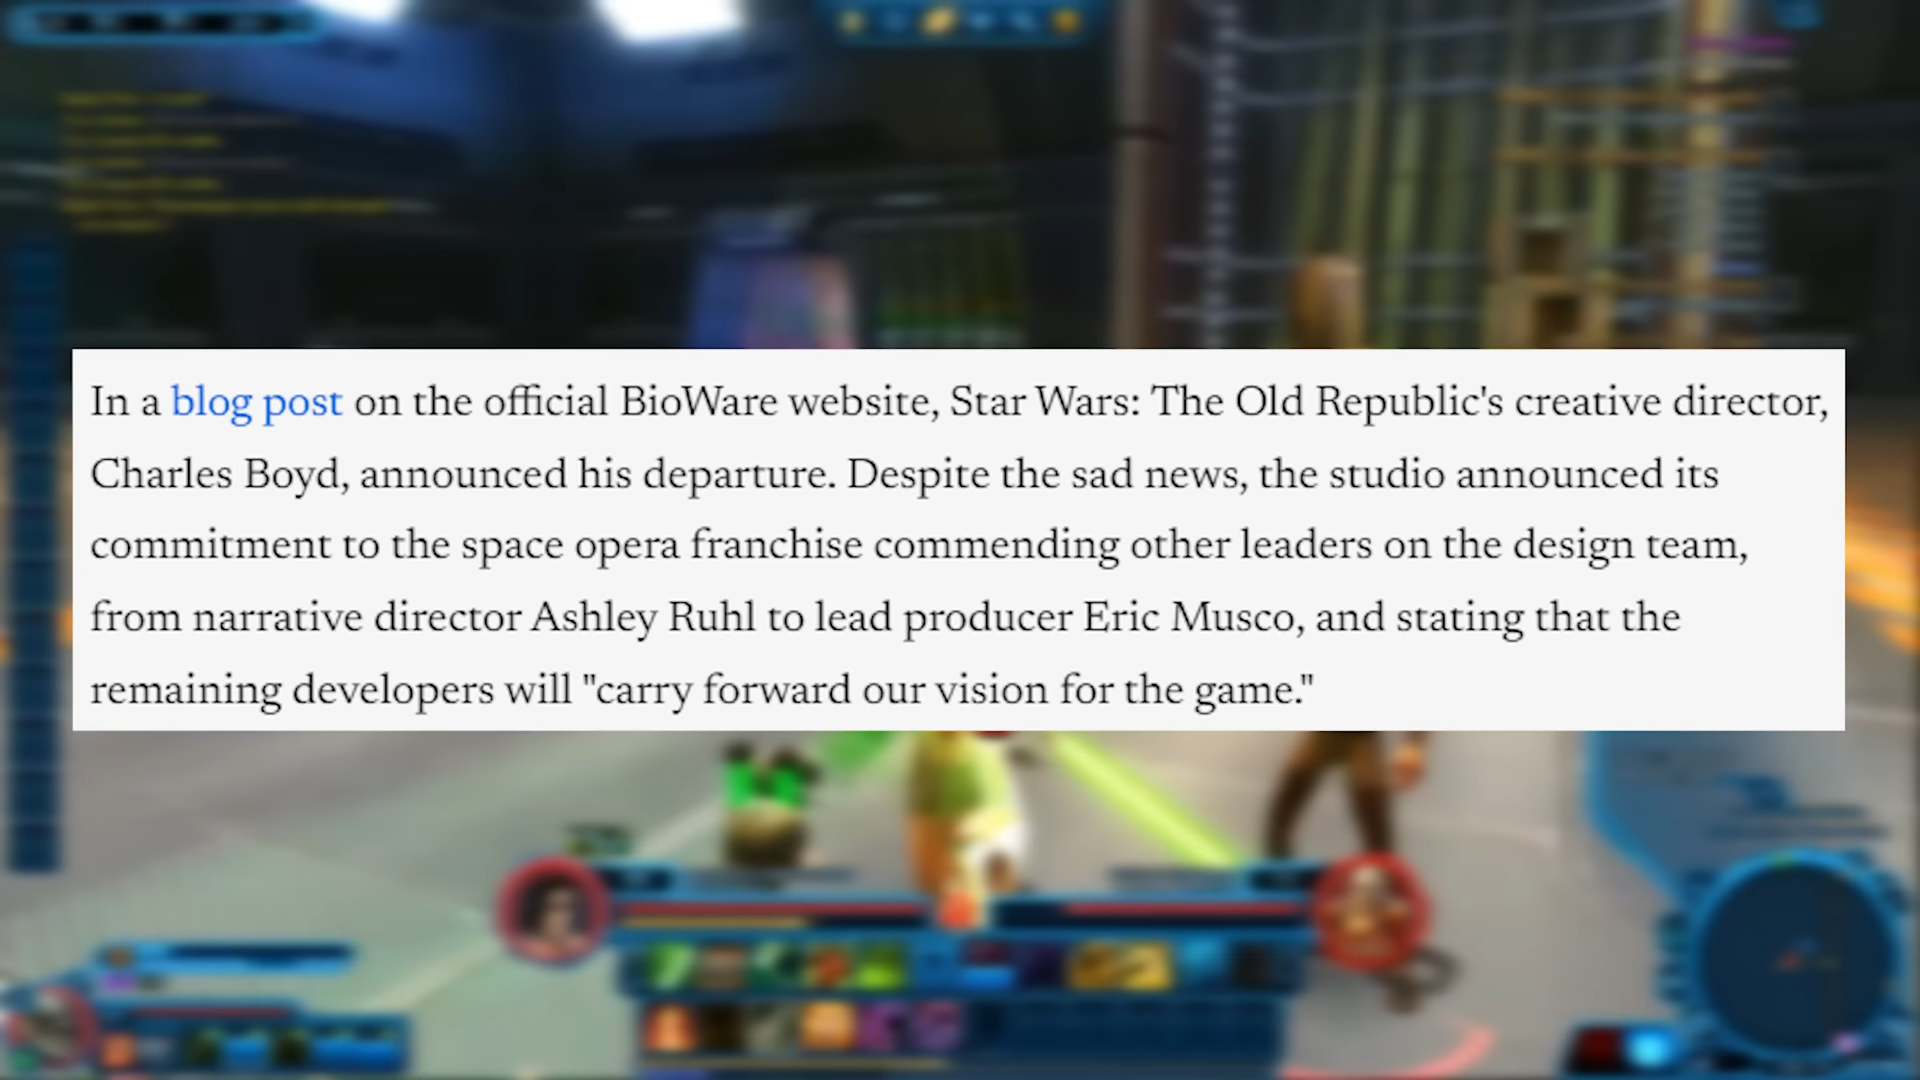 In a blog post on the official BioWare website, Star Wars: The Old Republic's creative director,
Charles Boyd, announced his departure. Despite the sad news, the studio announced its
commitment to the space opera franchise commending other leaders on the design team,
from narrative director Ashley Ruhl to lead producer Eric Musco, and stating that the
remaining developers will "carry forward our vision for the game."